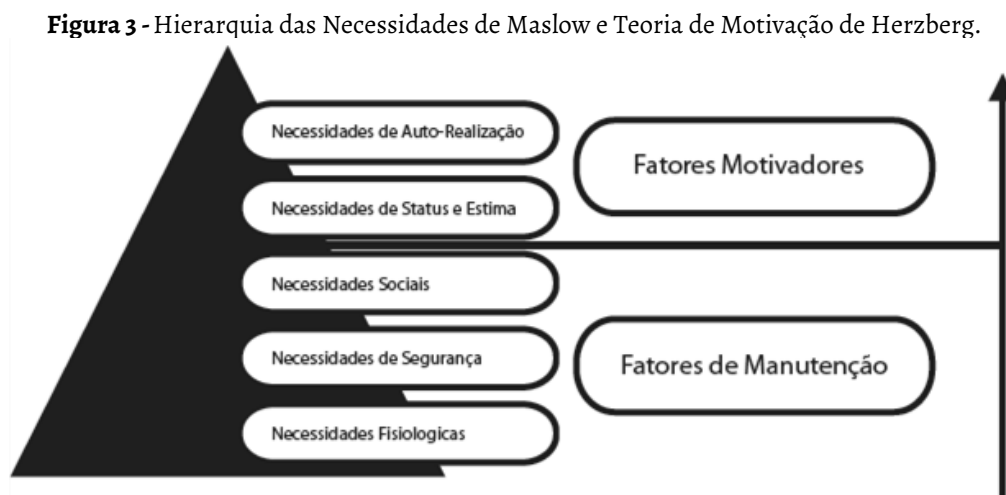 Figura 3 - Hierarquia das Necessidades de Maslow e Teoria de Motivação de Herzberg.
Necessidades de Auto-Realização
Fatores Motivadores
Necessidades de Status e Estima
Necessidades Sociais
Necessidades de Segurança
Fatores de Manutenção
Necessidades Fisiologicas